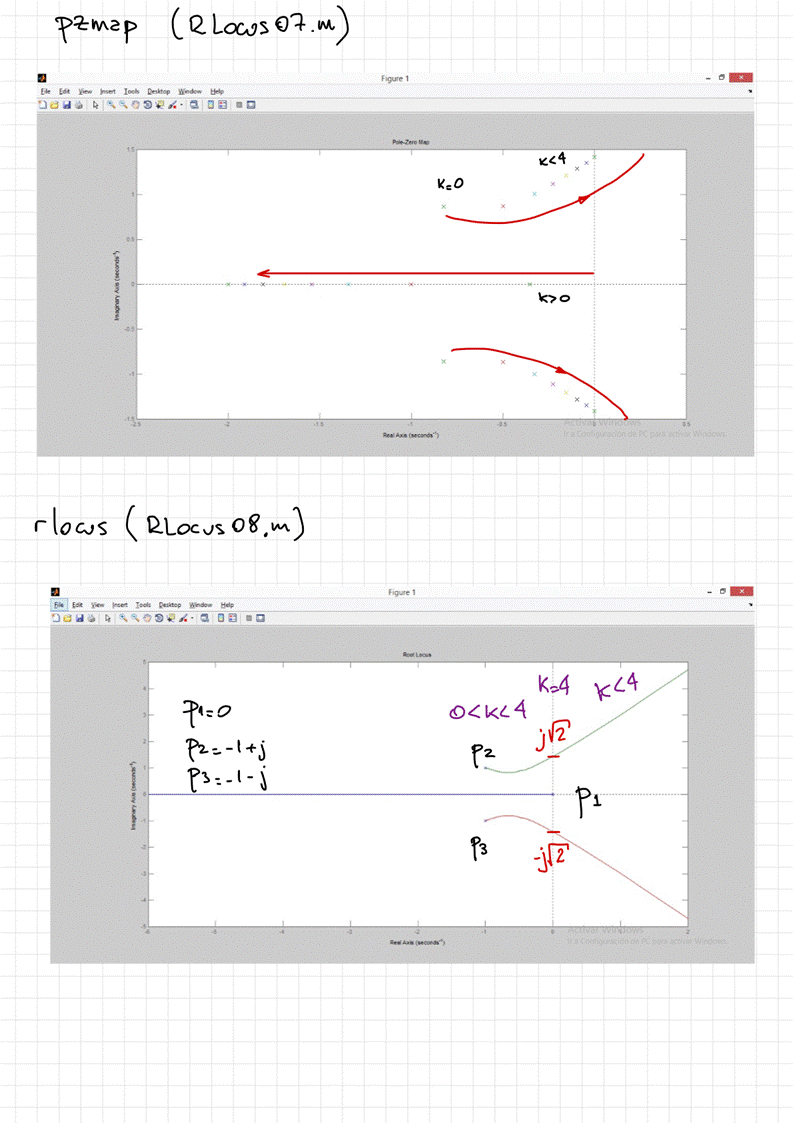 pzmap (RLocus07.m)
Figure 1
File Edit View Insert Tools Desktop Window Help
Pole-Zero Map
1.5
1
0.5
0
-0.5
-1
-1.5
Imaginary Axis (seconds⁻¹)
K=0
K<4
K>0
-2.5 -2 -1.5 -1 -0.5 0 0.5
Real Axis (seconds⁻¹)
Activar Windows
Ir a Configuración de PC para activar Windows.
rlocus (RLocus08.m)
Figure 1
File Edit View Insert Tools Desktop Window Help
Root Locus
5
4
3
2
1
0
-1
-2
-3
-4
-5
Imaginary Axis (seconds⁻¹)
P1=0
P2=-1+j
P3=-1-j
0<K<4
K=4
K<4
j√2
P2
P1
P3
-j√2
-6 -5 -4 -3 -2 -1 0 1 2
Real Axis (seconds⁻¹)
Activar Windows
Ir a Configuración de PC para activar Windows.